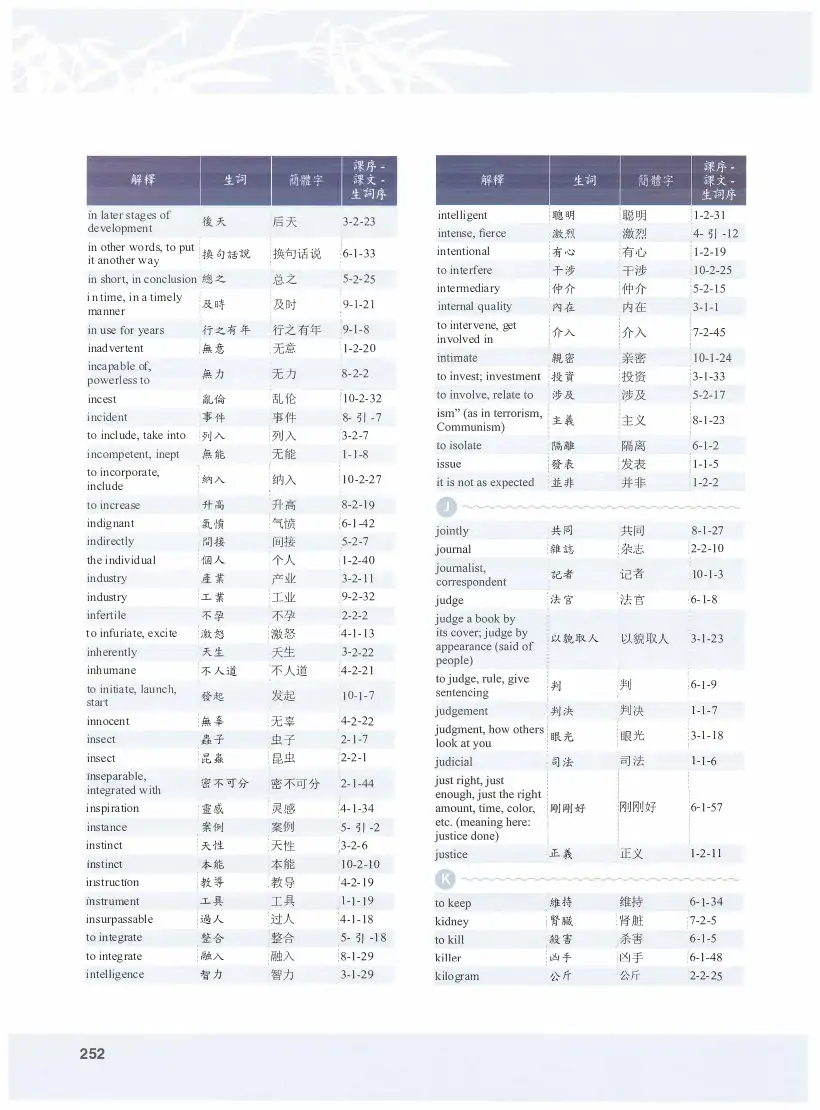 解釋 生詞 簡體字 課序-課文-生詞序
in later stages of
development 後天 后天 3-2-23
in other words, to put
it another way 換句話說 换句话说 6-1-33
in short, in conclusion 總之 总之 5-2-25
in time, in a timely
manner 及時 及时 9-1-21
in use for years 行之有年 行之有年 9-1-8
inadvertent 無意 无意 1-2-20
incapable of,
powerless to 無力 无力 8-2-2
incest 亂倫 乱伦 10-2-32
incident 事件 事件 8-引-7
to include, take into 列入 列入 3-2-7
incompetent, inept 無能 无能 1-1-8
to incorporate,
include 納入 纳入 10-2-27
to increase 升高 升高 8-2-19
indignant 氣憤 气愤 6-1-42
indirectly 間接 间接 5-2-7
the individual 個人 个人 1-2-40
industry 產業 产业 3-2-11
industry 工業 工业 9-2-32
infertile 不孕 不孕 2-2-2
to infuriate, excite 激怒 激怒 4-1-13
inherently 天生 天生 3-2-22
inhumane 不人道 不人道 4-2-21
to initiate, launch,
start 發起 发起 10-1-7
innocent 無辜 无辜 4-2-22
insect 蟲子 虫子 2-1-7
insect 昆蟲 昆虫 2-2-1
inseparable,
integrated with 密不可分 密不可分 2-1-44
inspiration 靈感 灵感 4-1-34
instance 案例 案例 5-引-2
instinct 天性 天性 3-2-6
instinct 本能 本能 10-2-10
instruction 教導 教导 4-2-19
instrument 工具 工具 1-1-19
insurpassable 過人 过人 4-1-18
to integrate 整合 整合 5-引-18
to integrate 融入 融入 8-1-29
intelligence 智力 智力 3-1-29
解釋 生詞 簡體字 課序-課文-生詞序
intelligent 聰明 聪明 1-2-31
intense, fierce 激烈 激烈 4-引-12
intentional 有心 有心 1-2-19
to interfere 干涉 干涉 10-2-25
intermediary 仲介 仲介 5-2-15
internal quality 內在 内在 3-1-1
to intervene, get
involved in 介入 介入 7-2-45
intimate 親密 亲密 10-1-24
to invest; investment 投資 投资 3-1-33
to involve, relate to 涉及 涉及 5-2-17
ism” (as in terrorism,
Communism) 主義 主义 8-1-23
to isolate 隔離 隔离 6-1-2
issue 發表 发表 1-1-5
it is not as expected 並非 并非 1-2-2
J
jointly 共同 共同 8-1-27
journal 雜誌 杂志 2-2-10
journalist,
correspondent 記者 记者 10-1-3
judge 法官 法官 6-1-8
judge a book by
its cover; judge by
appearance (said of
people) 以貌取人 以貌取人 3-1-23
to judge, rule, give
sentencing 判 判 6-1-9
judgement 判決 判决 1-1-7
judgment, how others
look at you 眼光 眼光 3-1-18
judicial 司法 司法 1-1-6
just right, just
enough, just the right
amount, time, color,
etc. (meaning here:
justice done) 剛剛好 刚刚好 6-1-57
justice 正義 正义 1-2-11
K
to keep 維持 维持 6-1-34
kidney 腎臟 肾脏 7-2-5
to kill 殺害 杀害 6-1-5
killer 凶手 凶手 6-1-48
kilogram 公斤 公斤 2-2-25
252